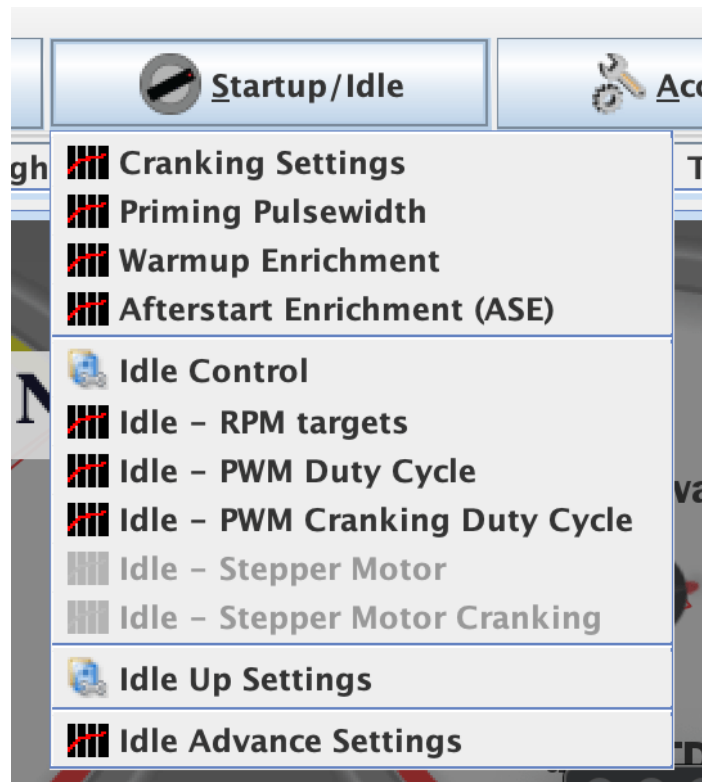 Startup/Idle
Cranking Settings
Priming Pulsewidth
Warmup Enrichment
Afterstart Enrichment (ASE)
Idle Control
Idle – RPM targets
Idle – PWM Duty Cycle
Idle – PWM Cranking Duty Cycle
Idle – Stepper Motor
Idle – Stepper Motor Cranking
Idle Up Settings
Idle Advance Settings